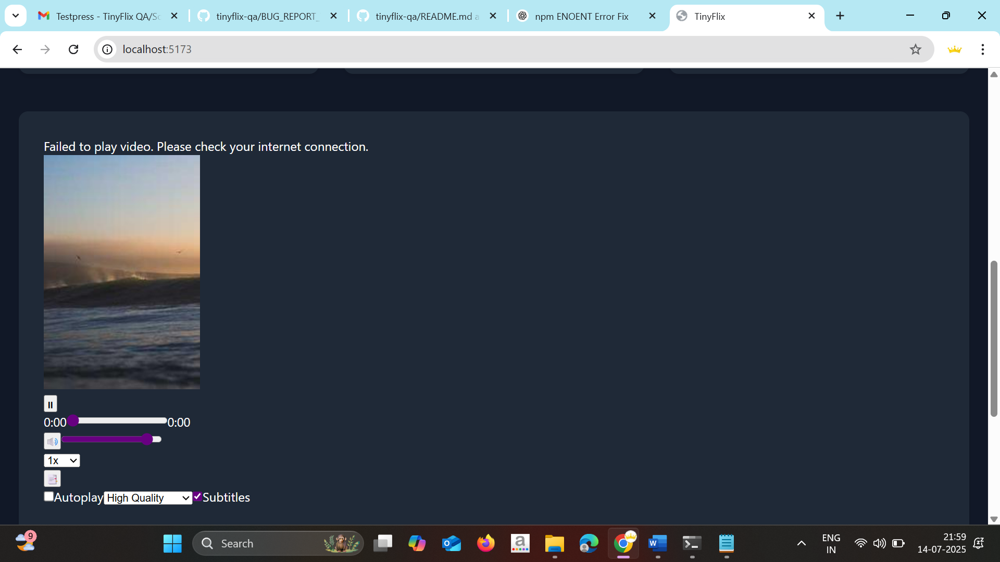 Testpress - TinyFlix QA/Sc
tinyflix-qa/BUG_REPORT_
tinyflix-qa/README.md a
npm ENOENT Error Fix
TinyFlix
localhost:5173
Failed to play video. Please check your internet connection.
0:00
0:00
1x
Autoplay
High Quality
Subtitles
9
Search
ENG
IN
21:59
14-07-2025